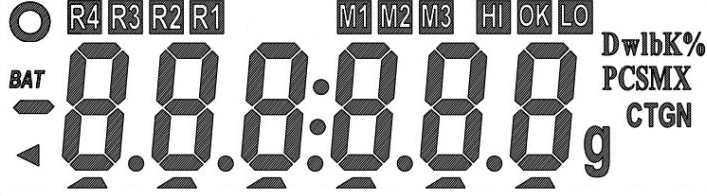 R4 R3 R2 R1 M1 M2 M3 HI OK LO
DwlbK%
BAT
PCSMX
CTGN
8.8.8:8.8.8 g